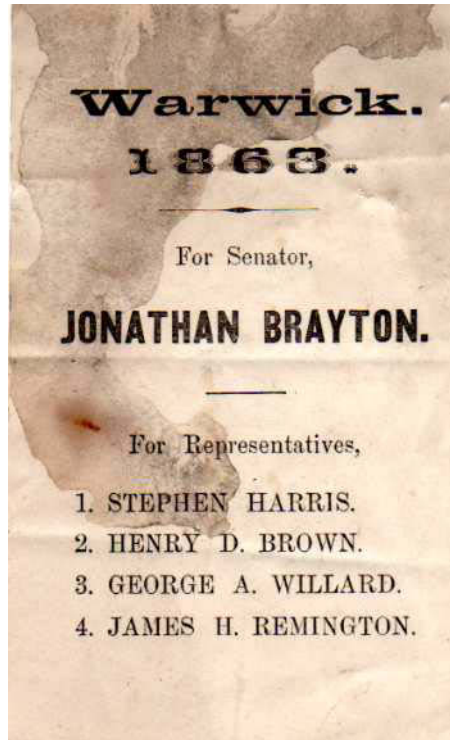 Warwick.
1863.
For Senator,
JONATHAN BRAYTON.
For Representatives,
1. STEPHEN HARRIS.
2. HENRY D. BROWN.
3. GEORGE A. WILLARD.
4. JAMES H. REMINGTON.